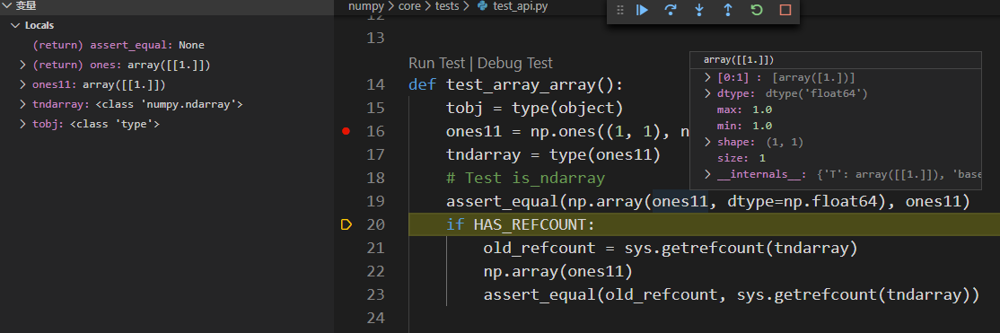 变量
Locals
(return) assert_equal: None
(return) ones: array([[1.]])
ones11: array([[1.]])
tndarray: <class 'numpy.ndarray'>
tobj: <class 'type'>
numpy > core > tests > test_api.py
12
13
Run Test | Debug Test
14 def test_array_array():
15 tobj = type(object)
16 ones11 = np.ones((1, 1), n
17 tndarray = type(ones11)
18 # Test is_ndarray
19 assert_equal(np.array(ones11, dtype=np.float64), ones11)
20 if HAS_REFCOUNT:
21 old_refcount = sys.getrefcount(tndarray)
22 np.array(ones11)
23 assert_equal(old_refcount, sys.getrefcount(tndarray))
24
array([[1.]])
[0:1] : [array([1.])]
dtype: dtype('float64')
max: 1.0
min: 1.0
shape: (1, 1)
size: 1
__internals__: {'T': array([[1.]]), 'base